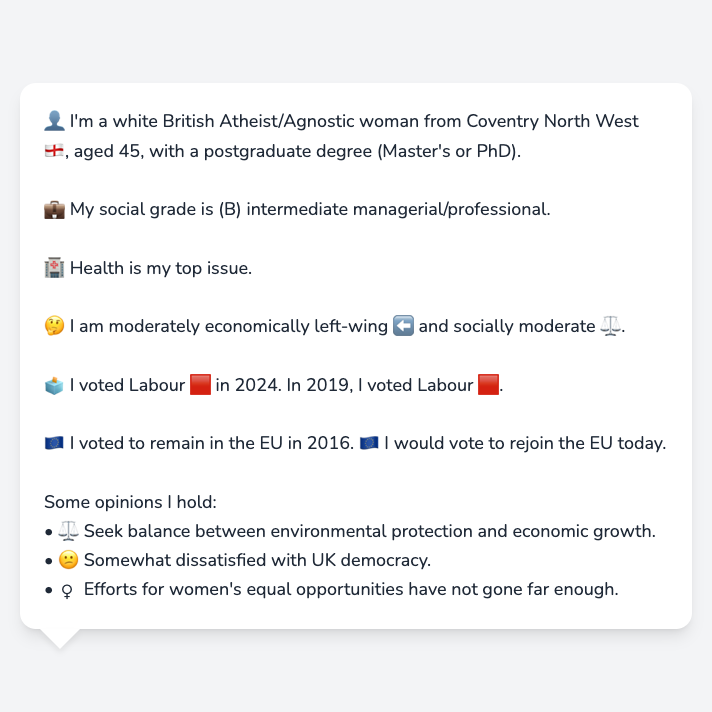 👤 I'm a white British Atheist/Agnostic woman from Coventry North West
🏴󠁧󠁢󠁥󠁮󠁧󠁿, aged 45, with a postgraduate degree (Master's or PhD).
💼 My social grade is (B) intermediate managerial/professional.
🏥 Health is my top issue.
🤔 I am moderately economically left-wing ⬅️ and socially moderate ⚖️.
🗳️ I voted Labour 🟥 in 2024. In 2019, I voted Labour 🟥.
🇪🇺 I voted to remain in the EU in 2016. 🇪🇺 I would vote to rejoin the EU today.
Some opinions I hold:
• ⚖️ Seek balance between environmental protection and economic growth.
• 🙁 Somewhat dissatisfied with UK democracy.
• ♀ Efforts for women's equal opportunities have not gone far enough.